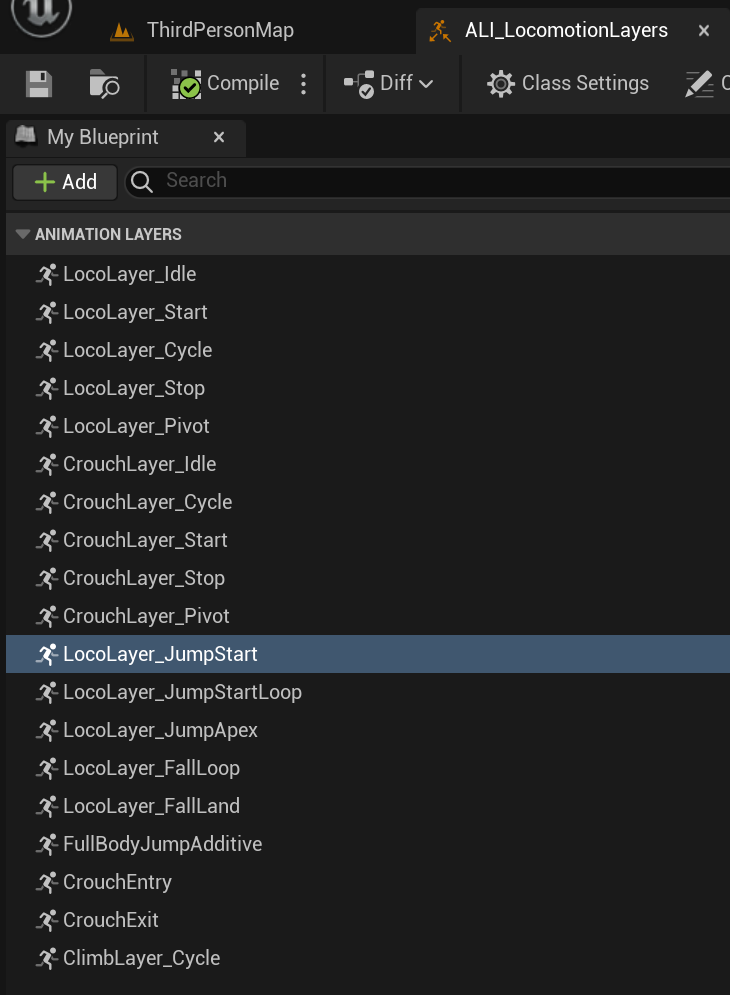 ThirdPersonMap
ALI_LocomotionLayers
Compile
Diff
Class Settings
My Blueprint
Add
Search
ANIMATION LAYERS
LocoLayer_Idle
LocoLayer_Start
LocoLayer_Cycle
LocoLayer_Stop
LocoLayer_Pivot
CrouchLayer_Idle
CrouchLayer_Cycle
CrouchLayer_Start
CrouchLayer_Stop
CrouchLayer_Pivot
LocoLayer_JumpStart
LocoLayer_JumpStartLoop
LocoLayer_JumpApex
LocoLayer_FallLoop
LocoLayer_FallLand
FullBodyJumpAdditive
CrouchEntry
CrouchExit
ClimbLayer_Cycle